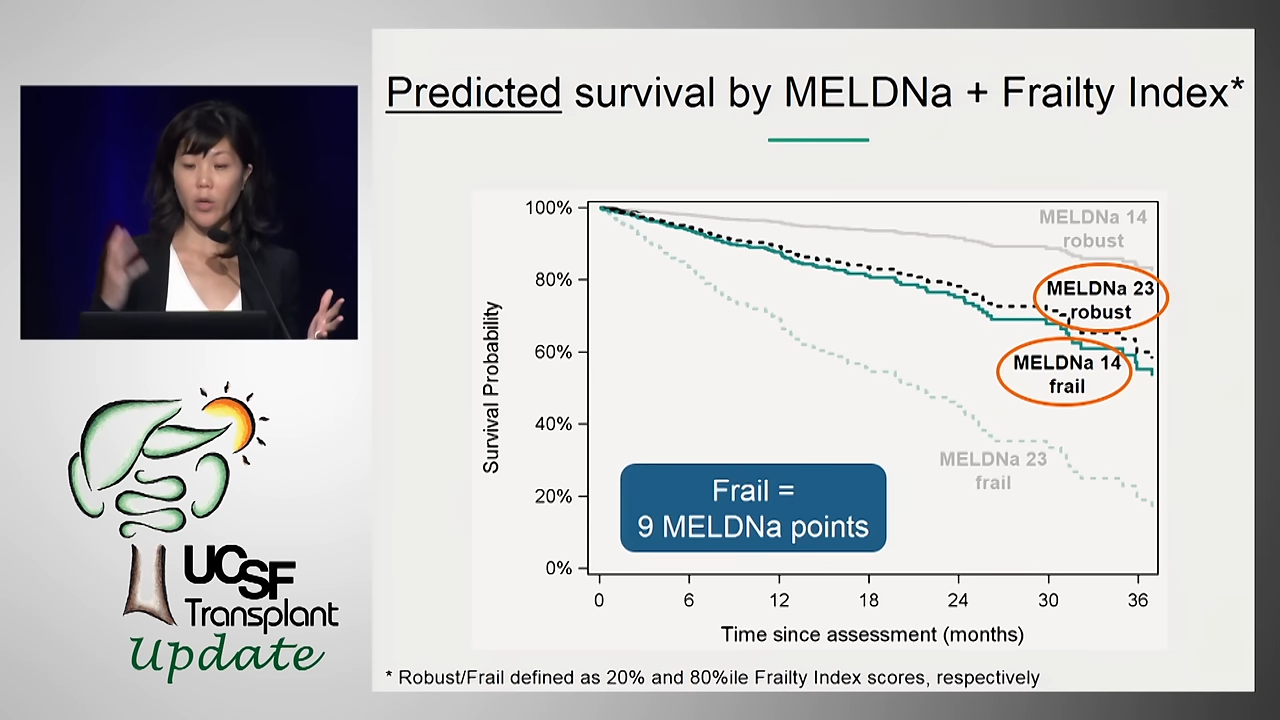 Predicted survival by MELDNa + Frailty Index*
100%
80%
60%
40%
20%
0%
Survival Probability
MELDNa 14
robust
MELDNa 23
robust
MELDNa 14
frail
MELDNa 23
frail
Frail =
9 MELDNa points
0 6 12 18 24 30 36
Time since assessment (months)
* Robust/Frail defined as 20% and 80%ile Frailty Index scores, respectively
UCSF
Transplant
Update